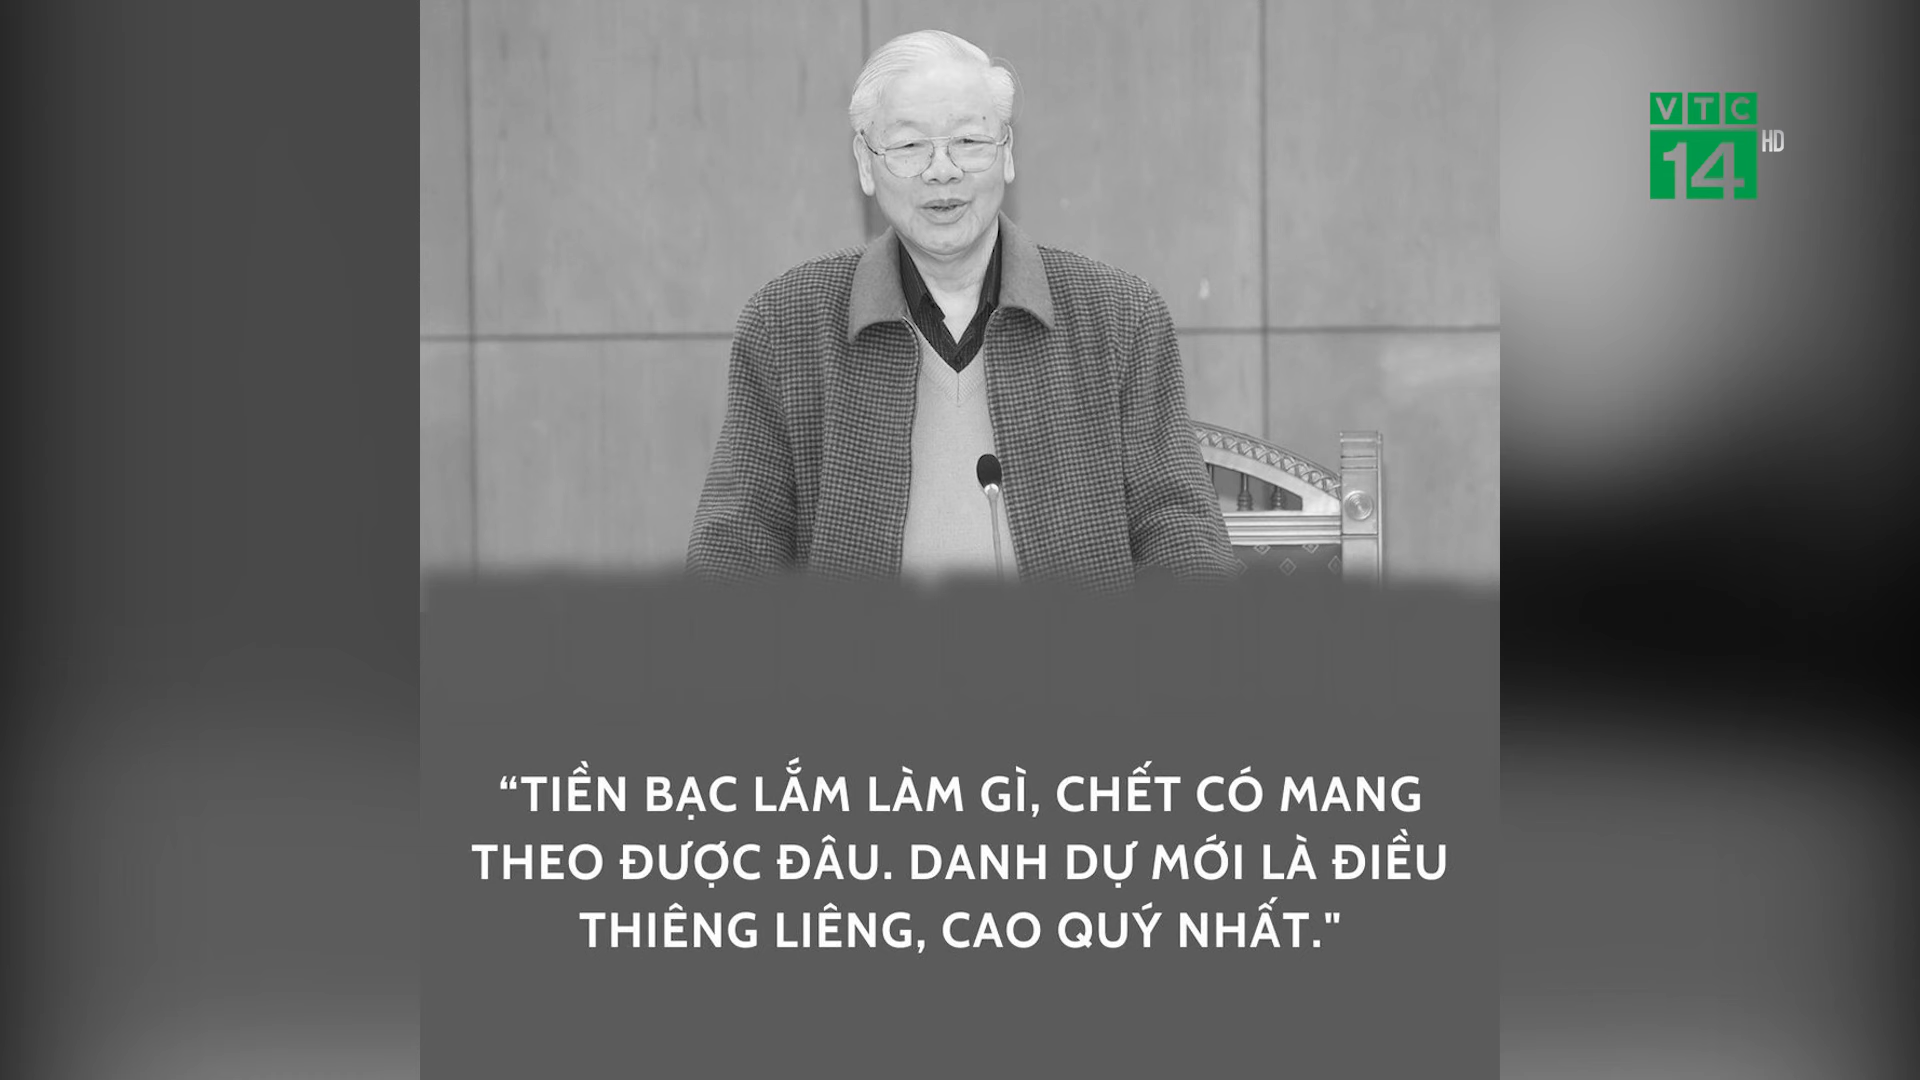 VTC
14 HD
“TIỀN BẠC LẮM LÀM GÌ, CHẾT CÓ MANG
THEO ĐƯỢC ĐÂU. DANH DỰ MỚI LÀ ĐIỀU
THIÊNG LIÊNG, CAO QUÝ NHẤT."